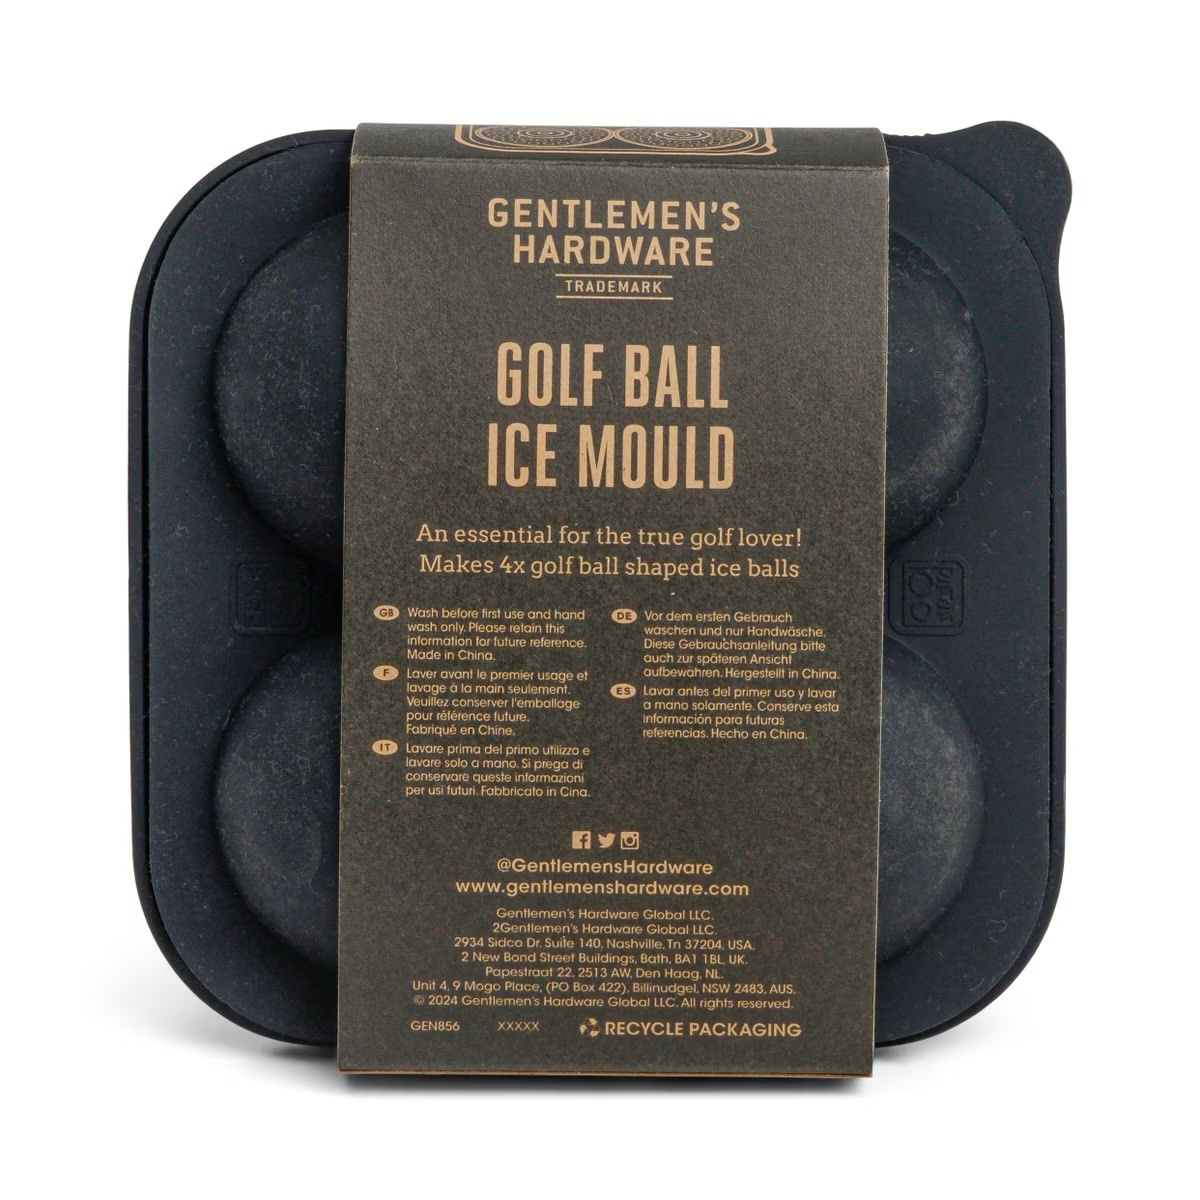 GENTLEMEN'S
HARDWARE
TRADEMARK
GOLF BALL
ICE MOULD
An essential for the true golf lover!
Makes 4x golf ball shaped ice balls
GB Wash before first use and hand
wash only. Please retain this
information for future reference.
Made in China.
F Laver avant le premier usage et
lavage à la main seulement.
Veuillez conserver l'emballage
pour référence future.
Fabriqué en Chine.
IT Lavare prima del primo utilizzo e
lavare solo a mano. Si prega di
conservare queste informazioni
per usi futuri. Fabbricato in Cina.
DE Vor dem ersten Gebrauch
waschen und nur Handwäsche.
Diese Gebrauchsanleitung bitte
auch zur späteren Ansicht
aufbewahren. Hergestellt in China.
ES Lavar antes del primer uso y lavar
a mano solamente. Conserve esta
información para futuras
referencias. Hecho en China.
@GentlemensHardware
www.gentlemenshardware.com
Gentlemen's Hardware Global LLC.
2Gentlemen's Hardware Global LLC.
2934 Sidco Dr. Suite 140, Nashville, Tn 37204, USA.
2 New Bond Street Buildings, Bath, BA1 1BL, UK.
Papestraat 22, 2513 AW, Den Haag, NL.
Unit 4, 9 Mogo Place, (PO Box 422), Billinudgel, NSW 2483, AUS.
© 2024 Gentlemen's Hardware Global LLC. All rights reserved.
GEN856 XXXXX RECYCLE PACKAGING